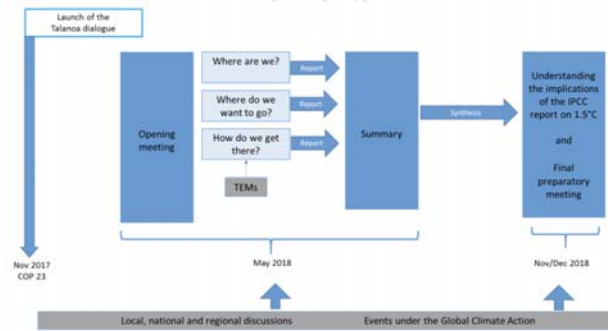 Launch of the
Talanoa dialogue
Opening
meeting
Where are we?
Report
Where do we
want to go?
Report
How do we get
there?
Report
TEMs
Summary
Synthesis
Understanding
the implications
of the IPCC
report on 1.5°C
and
Final
preparatory
meeting
Nov 2017
COP 23
May 2018
Nov/Dec 2018
Local, national and regional discussions
Events under the Global Climate Action